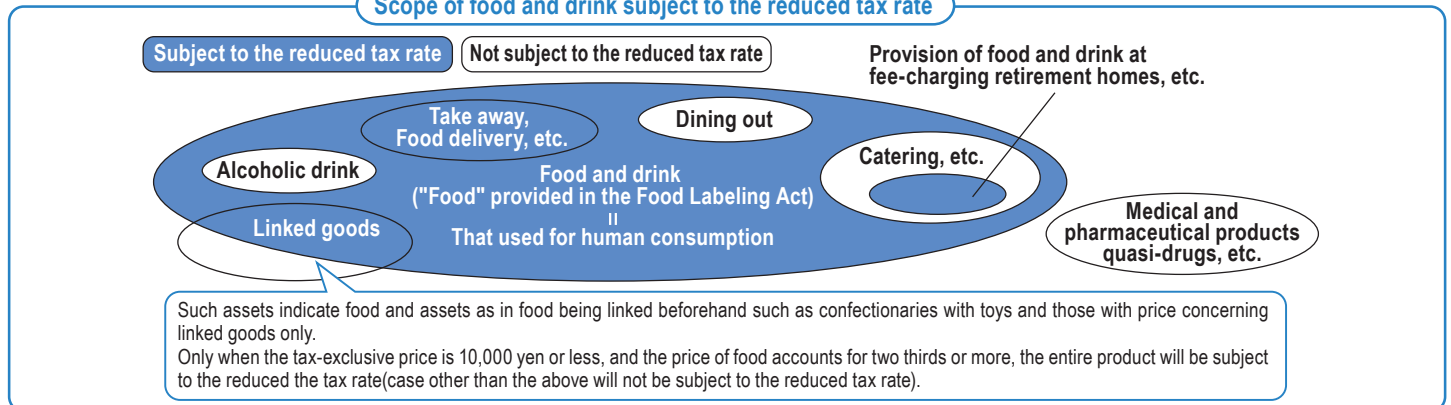 Scope of food and drink subject to the reduced tax rate
Subject to the reduced tax rate
Not subject to the reduced tax rate
Provision of food and drink at
fee-charging retirement homes, etc.
Take away,
Food delivery, etc.
Dining out
Catering, etc.
Alcoholic drink
Food and drink
("Food" provided in the Food Labeling Act)
=
That used for human consumption
Linked goods
Medical and
pharmaceutical products
quasi-drugs, etc.
Such assets indicate food and assets as in food being linked beforehand such as confectionaries with toys and those with price concerning
linked goods only.
Only when the tax-exclusive price is 10,000 yen or less, and the price of food accounts for two thirds or more, the entire product will be subject
to the reduced the tax rate(case other than the above will not be subject to the reduced tax rate).